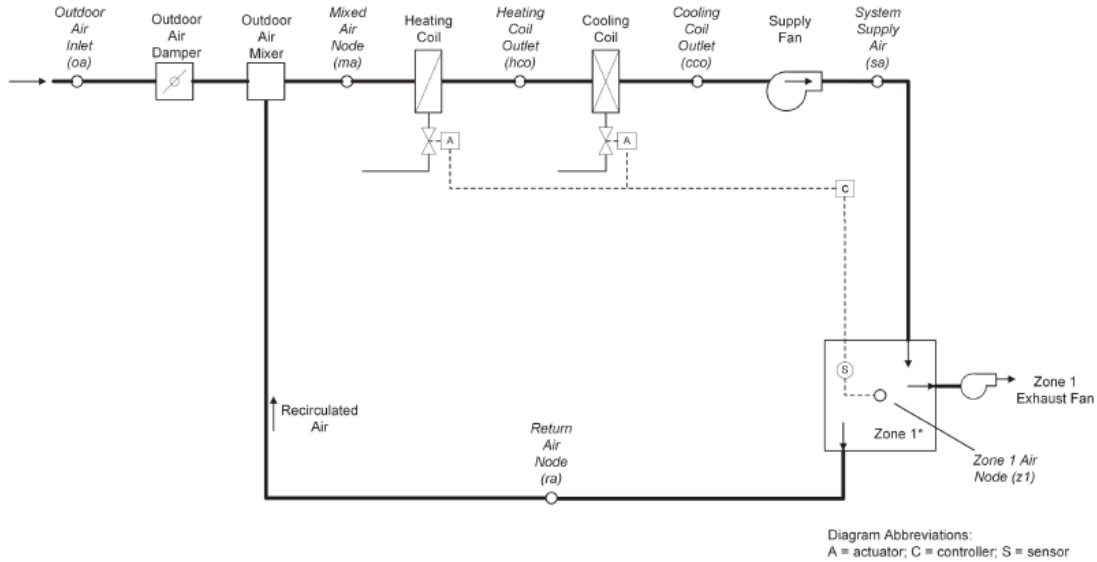 Outdoor
Air
Inlet
(oa)
Outdoor
Air
Damper
Outdoor
Air
Mixer
Mixed
Air
Node
(ma)
Heating
Coil
Heating
Coil
Outlet
(hco)
Cooling
Coil
Cooling
Coil
Outlet
(cco)
Supply
Fan
System
Supply
Air
(sa)
A
A
C
S
Zone 1
Exhaust Fan
Zone 1*
Zone 1 Air
Node (z1)
Recirculated
Air
Return
Air
Node
(ra)
Diagram Abbreviations:
A = actuator; C = controller; S = sensor